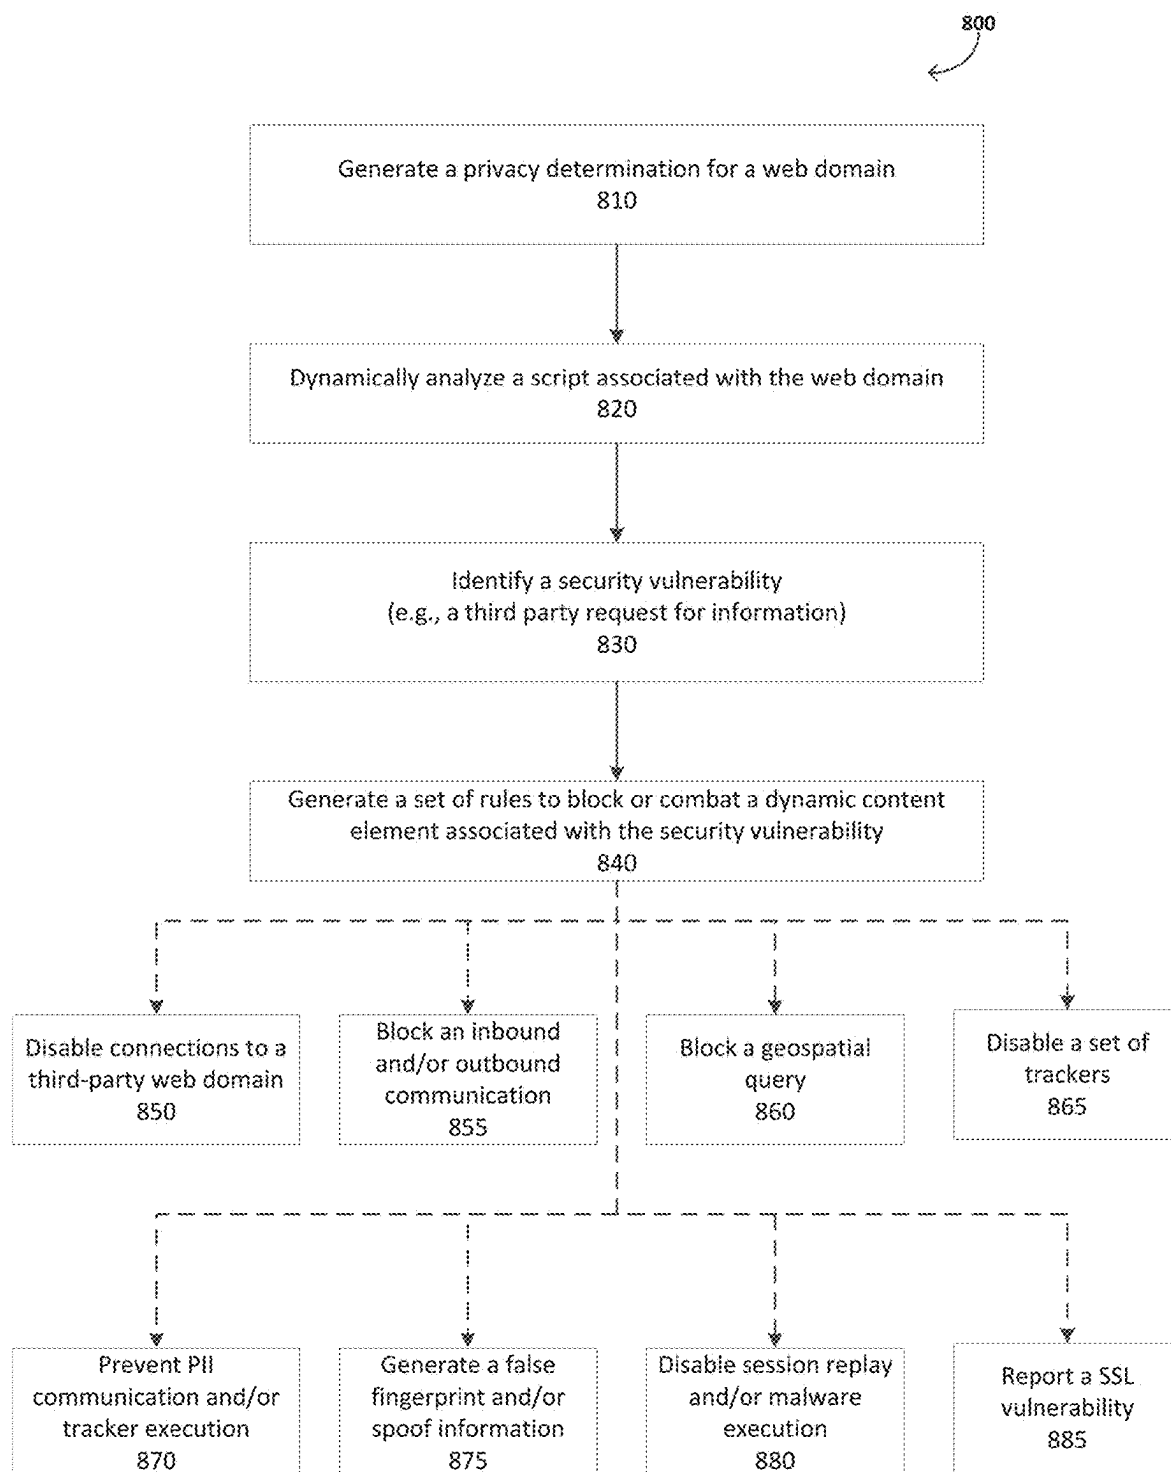 800
Generate a privacy determination for a web domain
810
Dynamically analyze a script associated with the web domain
820
Identify a security vulnerability
(e.g., a third party request for information)
830
Generate a set of rules to block or combat a dynamic content
element associated with the security vulnerability
840
Disable connections to a
third-party web domain
850
Block an inbound
and/or outbound
communication
855
Block a geospatial
query
860
Disable a set of
trackers
865
Prevent PII
communication and/or
tracker execution
870
Generate a false
fingerprint and/or
spoof information
875
Disable session replay
and/or malware
execution
880
Report a SSL
vulnerability
885